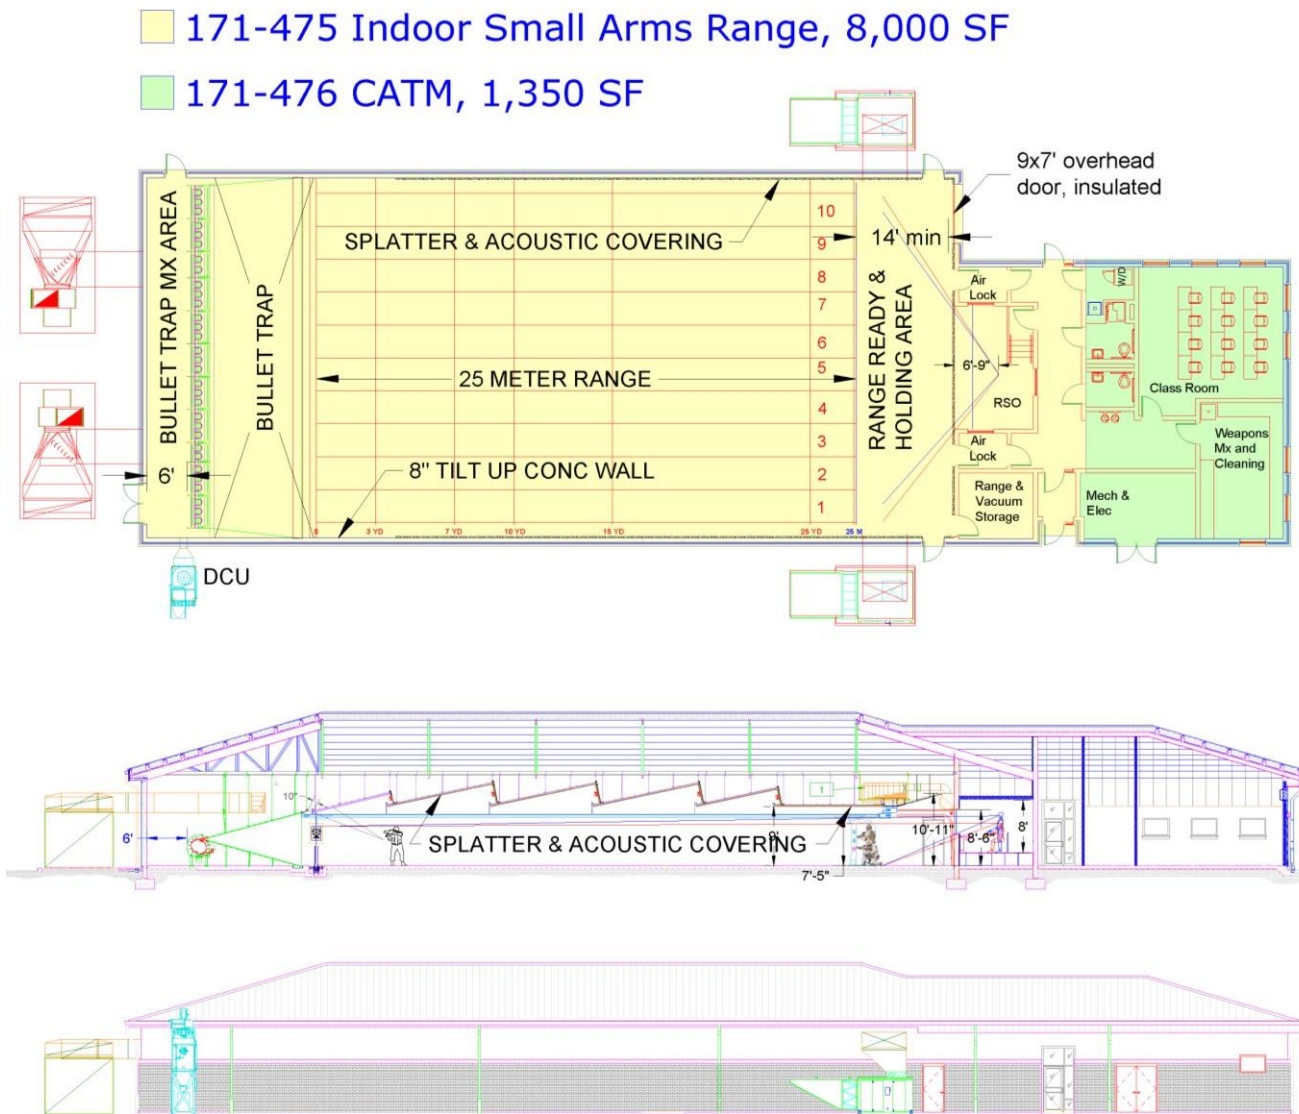 171-475 Indoor Small Arms Range, 8,000 SF
171-476 CATM, 1,350 SF
9x7' overhead
door, insulated
BULLET TRAP MX AREA
BULLET TRAP
SPLATTER & ACOUSTIC COVERING
10
9
8
7
6
5
4
3
2
1
14' min
RANGE READY &
HOLDING AREA
25 METER RANGE
8" TILT UP CONC WALL
6'
Air
Lock
6'-9"
RSO
Air
Lock
Range &
Vacuum
Storage
W/D
Class Room
Weapons
Mx and
Cleaning
Mech &
Elec
0
3 YD
7 YD
10 YD
15 YD
25 YD
25 M
DCU
6'
10"
SPLATTER & ACOUSTIC COVERING
1
10'-11"
8'-6"
8'
7'-5"